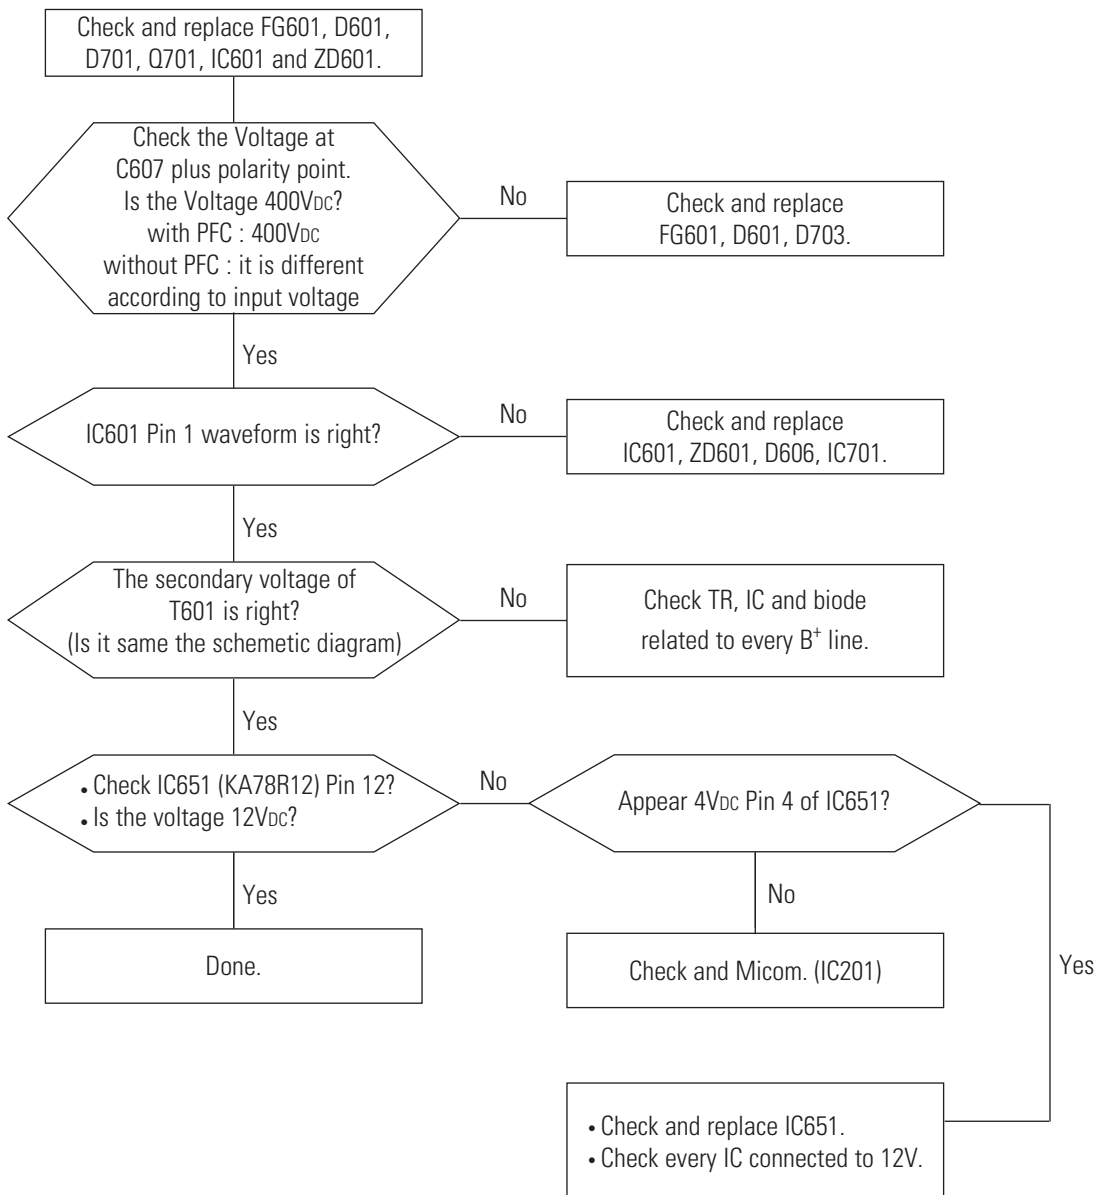 Check and replace FG601, D601,
D701, Q701, IC601 and ZD601.
Check the Voltage at
C607 plus polarity point.
Is the Voltage 400VDC?
with PFC : 400VDC
without PFC : it is different
according to input voltage
No
Check and replace
FG601, D601, D703.
Yes
IC601 Pin 1 waveform is right?
No
Check and replace
IC601, ZD601, D606, IC701.
Yes
The secondary voltage of
T601 is right?
(Is it same the schemetic diagram)
No
Check TR, IC and biode
related to every B+ line.
Yes
• Check IC651 (KA78R12) Pin 12?
• Is the voltage 12VDC?
No
Appear 4VDC Pin 4 of IC651?
Yes
No
Done.
Check and Micom. (IC201)
Yes
• Check and replace IC651.
• Check every IC connected to 12V.